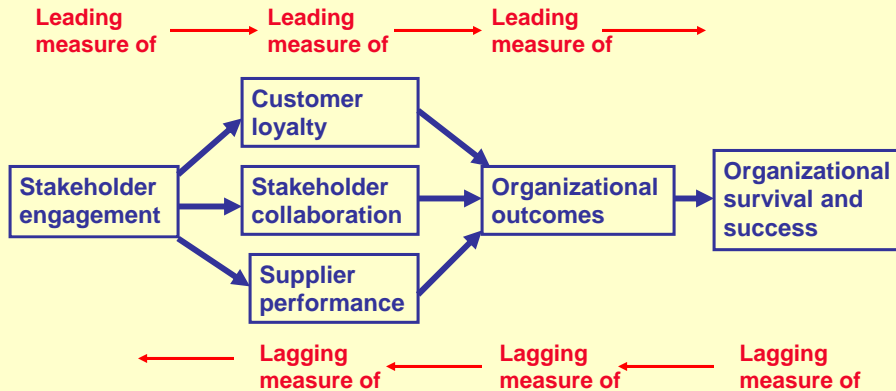 Leading
measure of
Leading
measure of
Leading
measure of
Customer
loyalty
Stakeholder
engagement
Stakeholder
collaboration
Organizational
outcomes
Organizational
survival and
success
Supplier
performance
Lagging
measure of
Lagging
measure of
Lagging
measure of